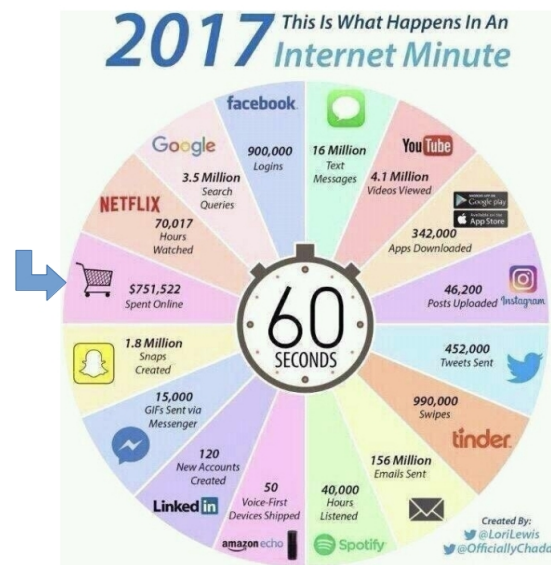 2017 This Is What Happens In An
Internet Minute
facebook
900,000
Logins
16 Million
Text
Messages
YouTube
4.1 Million
Videos Viewed
Google play
App Store
342,000
Apps Downloaded
46,200
Posts Uploaded
Instagram
452,000
Tweets Sent
990,000
Swipes
tinder
156 Million
Emails Sent
40,000
Hours
Listened
Spotify
50
Voice-First
Devices Shipped
amazon echo
120
New Accounts
Created
Linked in
15,000
GIFs Sent via
Messenger
1.8 Million
Snaps
Created
$751,522
Spent Online
NETFLIX
70,017
Hours
Watched
Google
3.5 Million
Search
Queries
60
SECONDS
Created By:
@LoriLewis
@OfficiallyChadd